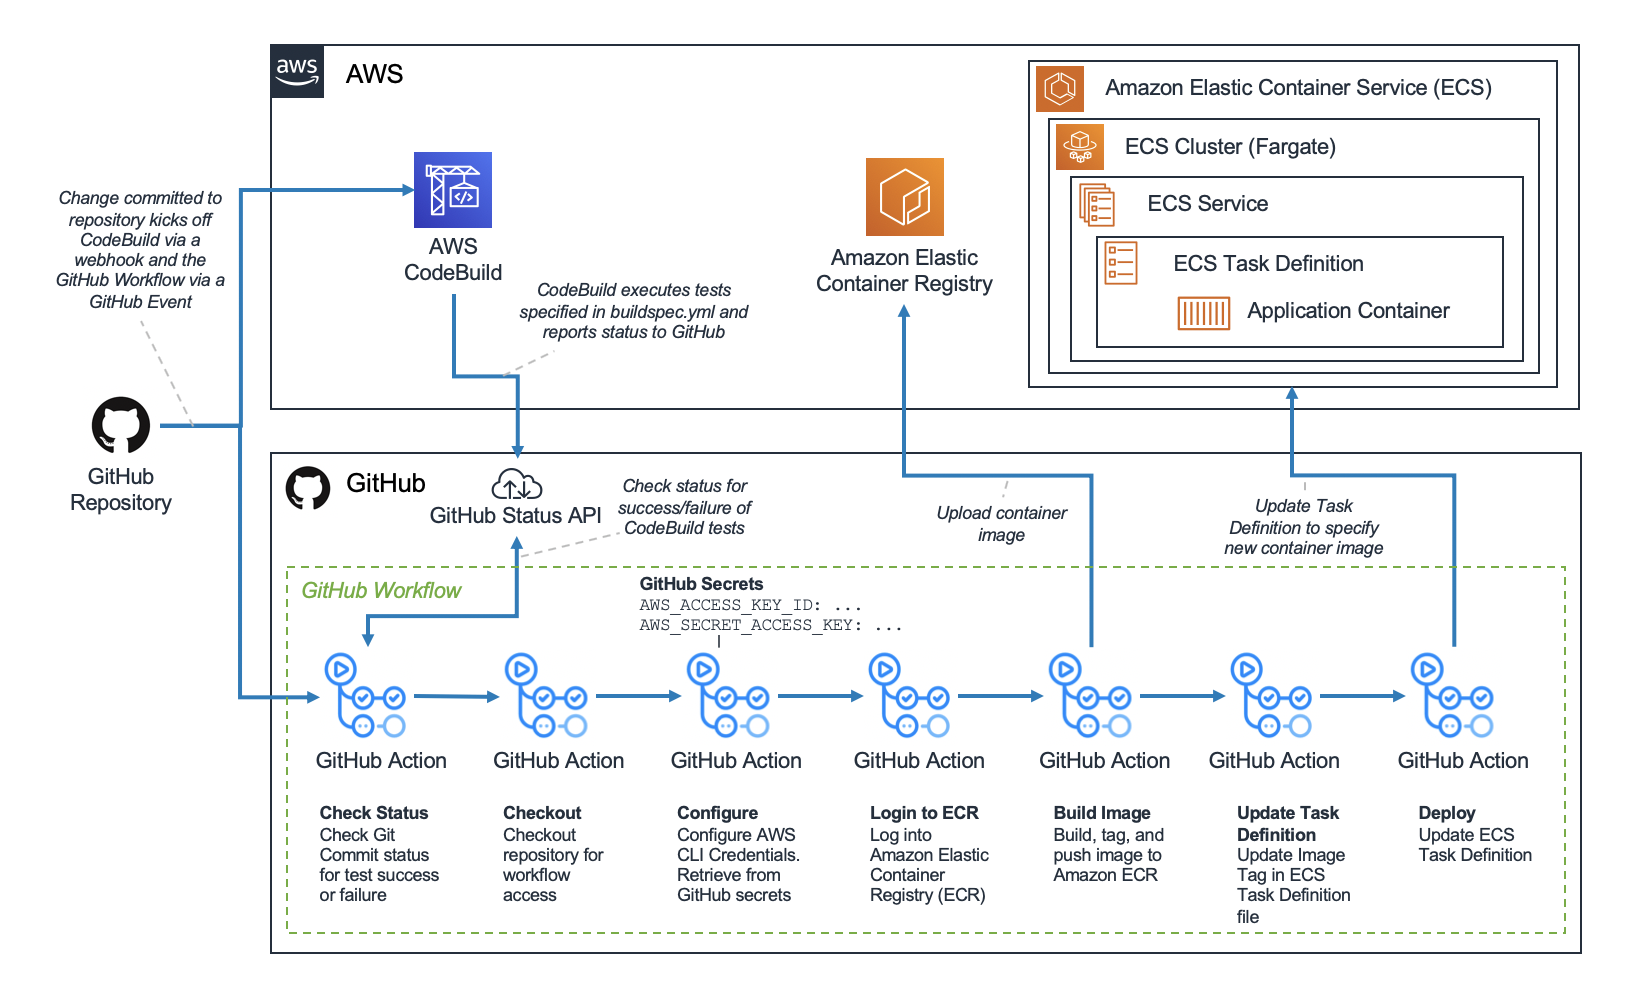 aws
AWS
Amazon Elastic Container Service (ECS)
ECS Cluster (Fargate)
ECS Service
ECS Task Definition
Application Container
Change committed to
repository kicks off
CodeBuild via a
webhook and the
GitHub Workflow via a
GitHub Event
AWS
CodeBuild
CodeBuild executes tests
specified in buildspec.yml and
reports status to GitHub
Amazon Elastic
Container Registry
GitHub
Repository
GitHub
GitHub Status API
Check status for
success/failure of
CodeBuild tests
Upload container
image
Update Task
Definition to specify
new container image
GitHub Workflow
GitHub Secrets
AWS_ACCESS_KEY_ID: ...
AWS_SECRET_ACCESS_KEY: ...
GitHub Action
GitHub Action
GitHub Action
GitHub Action
GitHub Action
GitHub Action
GitHub Action
Check Status
Check Git
Commit status
for test success
or failure
Checkout
Checkout
repository for
workflow
access
Configure
Configure AWS
CLI Credentials.
Retrieve from
GitHub secrets
Login to ECR
Log into
Amazon Elastic
Container
Registry (ECR)
Build Image
Build, tag, and
push image to
Amazon ECR
Update Task
Definition
Update Image
Tag in ECS
Task Definition
file
Deploy
Update ECS
Task Definition